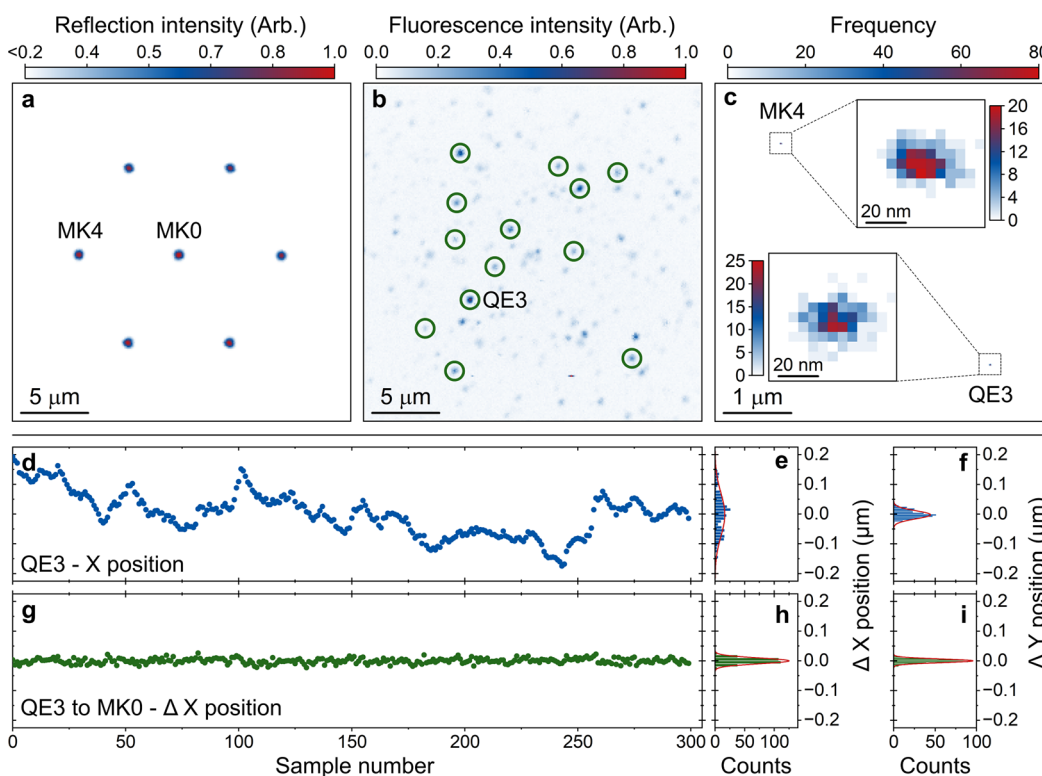 Reflection intensity (Arb.)
<0.2 0.4 0.5 0.7 0.8 1.0
Fluorescence intensity (Arb.)
0.0 0.2 0.4 0.6 0.8 1.0
Frequency
0 20 40 60 80
a
MK4 MK0
5 μm
b
QE3
5 μm
c
MK4
20
16
12
8
4
0
20 nm
25
20
15
10
5
0
20 nm
1 μm
QE3
d
QE3 - X position
e
f
0.2
0.1
0.0
−0.1
−0.2
0.2
0.1
0.0
−0.1
−0.2
g
QE3 to MK0 - Δ X position
h
i
0.2
0.1
0.0
−0.1
−0.2
0.2
0.1
0.0
−0.1
−0.2
Δ X position (μm)
Δ Y position (μm)
0 50 100 150 200 250 300
Sample number
0 50 100
Counts
0 50 100
Counts